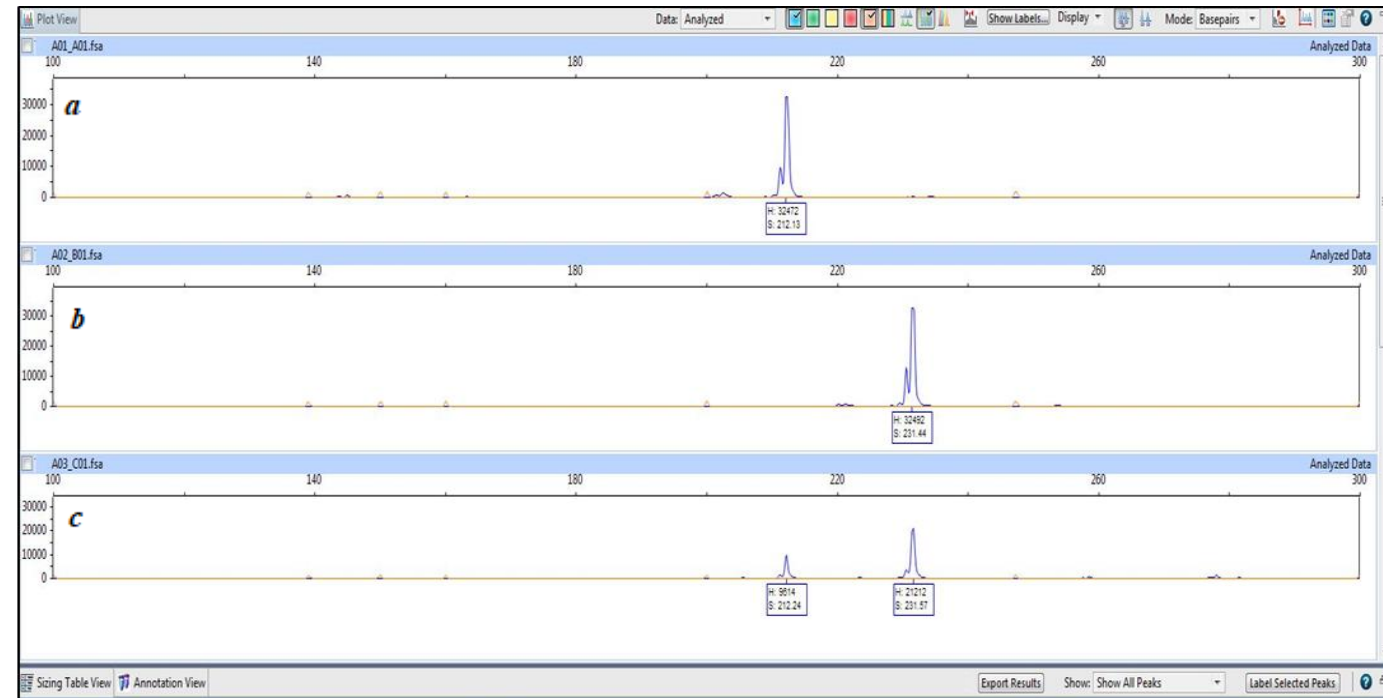 Plot View Data: Analyzed Show Labels... Display Mode: Basepairs
A01_A01.fsa Analyzed Data
100 140 180 220 260 300
a
30000
20000
10000
0
H: 32472
S: 212.13
A02_B01.fsa Analyzed Data
100 140 180 220 260 300
b
30000
20000
10000
0
H: 32492
S: 231.44
A03_C01.fsa Analyzed Data
100 140 180 220 260 300
c
30000
20000
10000
0
H: 9614 H: 21212
S: 212.24 S: 231.57
Sizing Table View Annotation View Export Results Show: Show All Peaks Label Selected Peaks